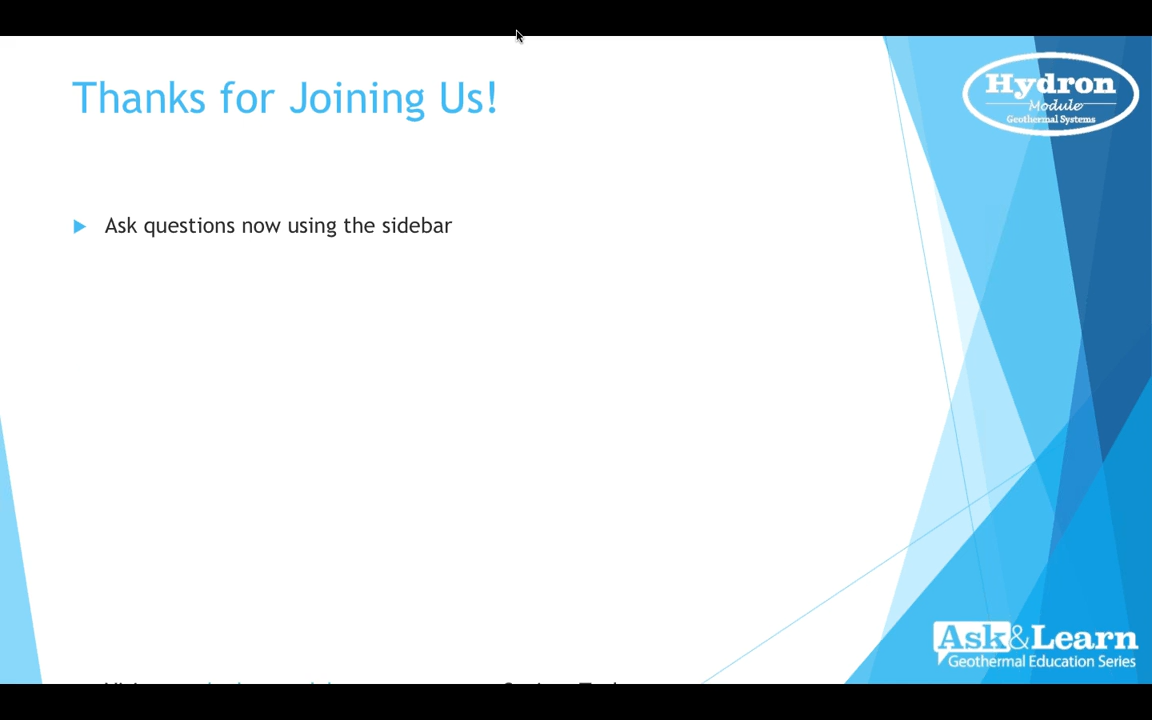 Thanks for Joining Us!
Hydron
Module
Geothermal Systems
Ask questions now using the sidebar
Ask&Learn
Geothermal Education Series